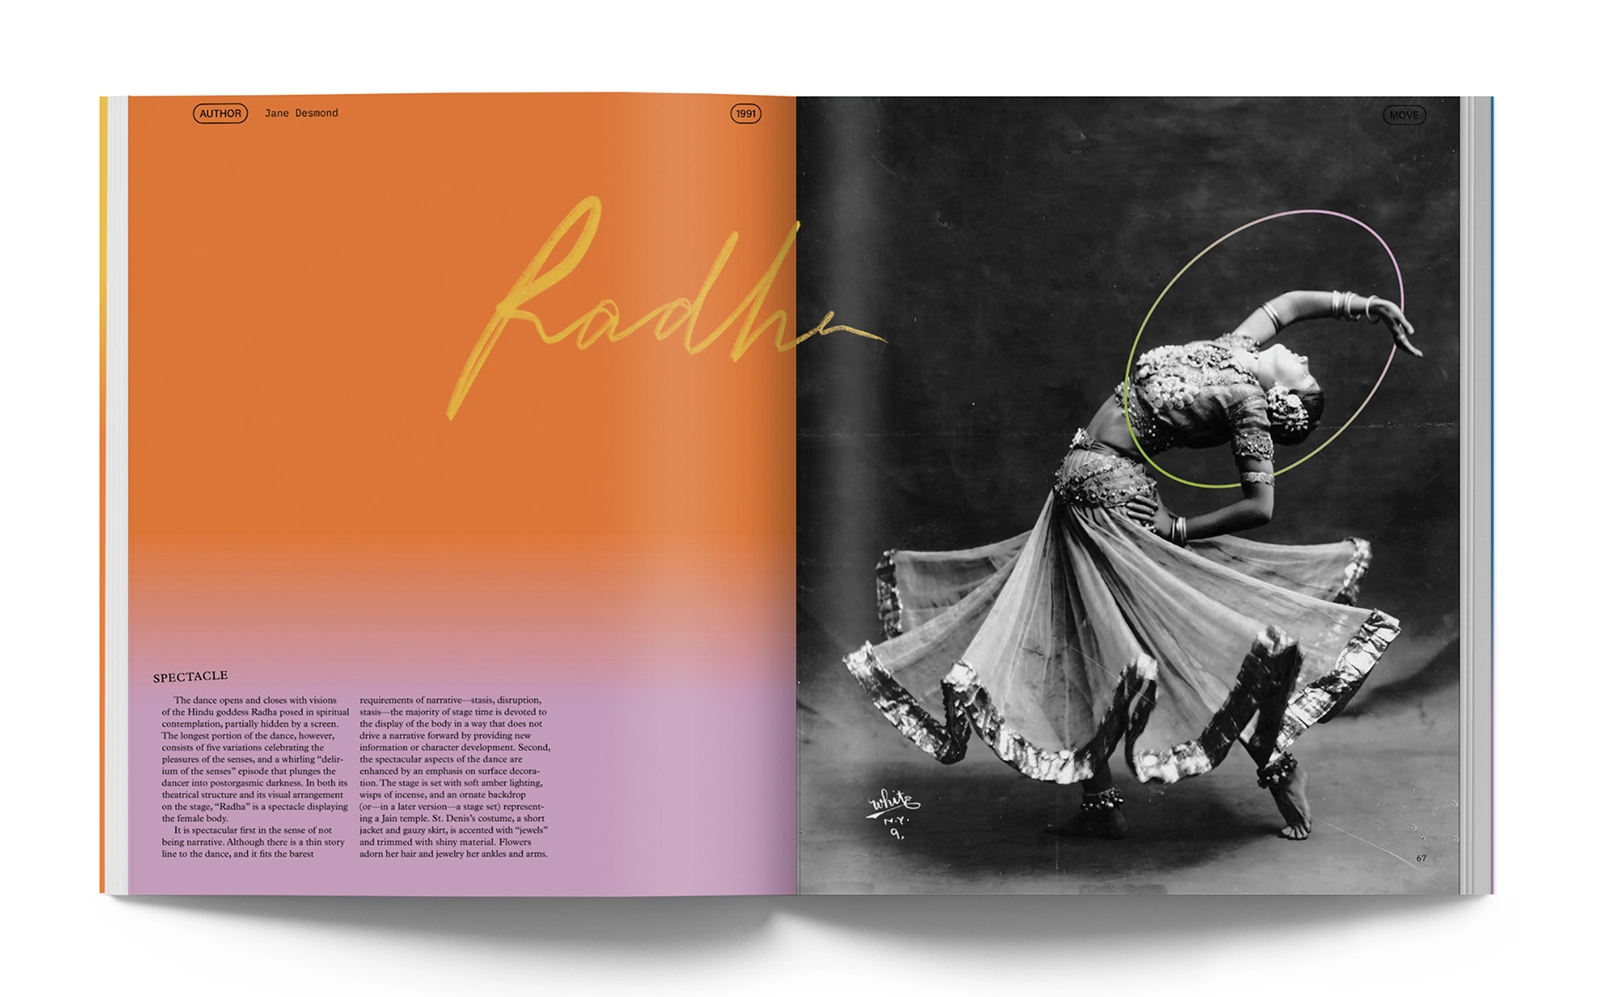 AUTHOR Jane Desmond 1991 MOVE
Radha
SPECTACLE
The dance opens and closes with visions
of the Hindu goddess Radha posed in spiritual
contemplation, partially hidden by a screen.
The longest portion of the dance, however,
consists of five variations celebrating the
pleasures of the senses, and a whirling “delir-
ium of the senses” episode that plunges the
dancer into postorgasmic darkness. In both its
theatrical structure and its visual arrangement
on the stage, “Radha” is a spectacle displaying
the female body.
It is spectacular first in the sense of not
being narrative. Although there is a thin story
line to the dance, and it fits the barest
requirements of narrative—stasis, disruption,
stasis—the majority of stage time is devoted to
the display of the body in a way that does not
drive a narrative forward by providing new
information or character development. Second,
the spectacular aspects of the dance are
enhanced by an emphasis on surface decora-
tion. The stage is set with soft amber lighting,
wisps of incense, and an ornate backdrop
(or—in a later version—a stage set) represent-
ing a Jain temple. St. Denis’s costume, a short
jacket and gauzy skirt, is accented with “jewels”
and trimmed with shiny material. Flowers
adorn her hair and jewelry her ankles and arms.
White
N.Y.
9.
67